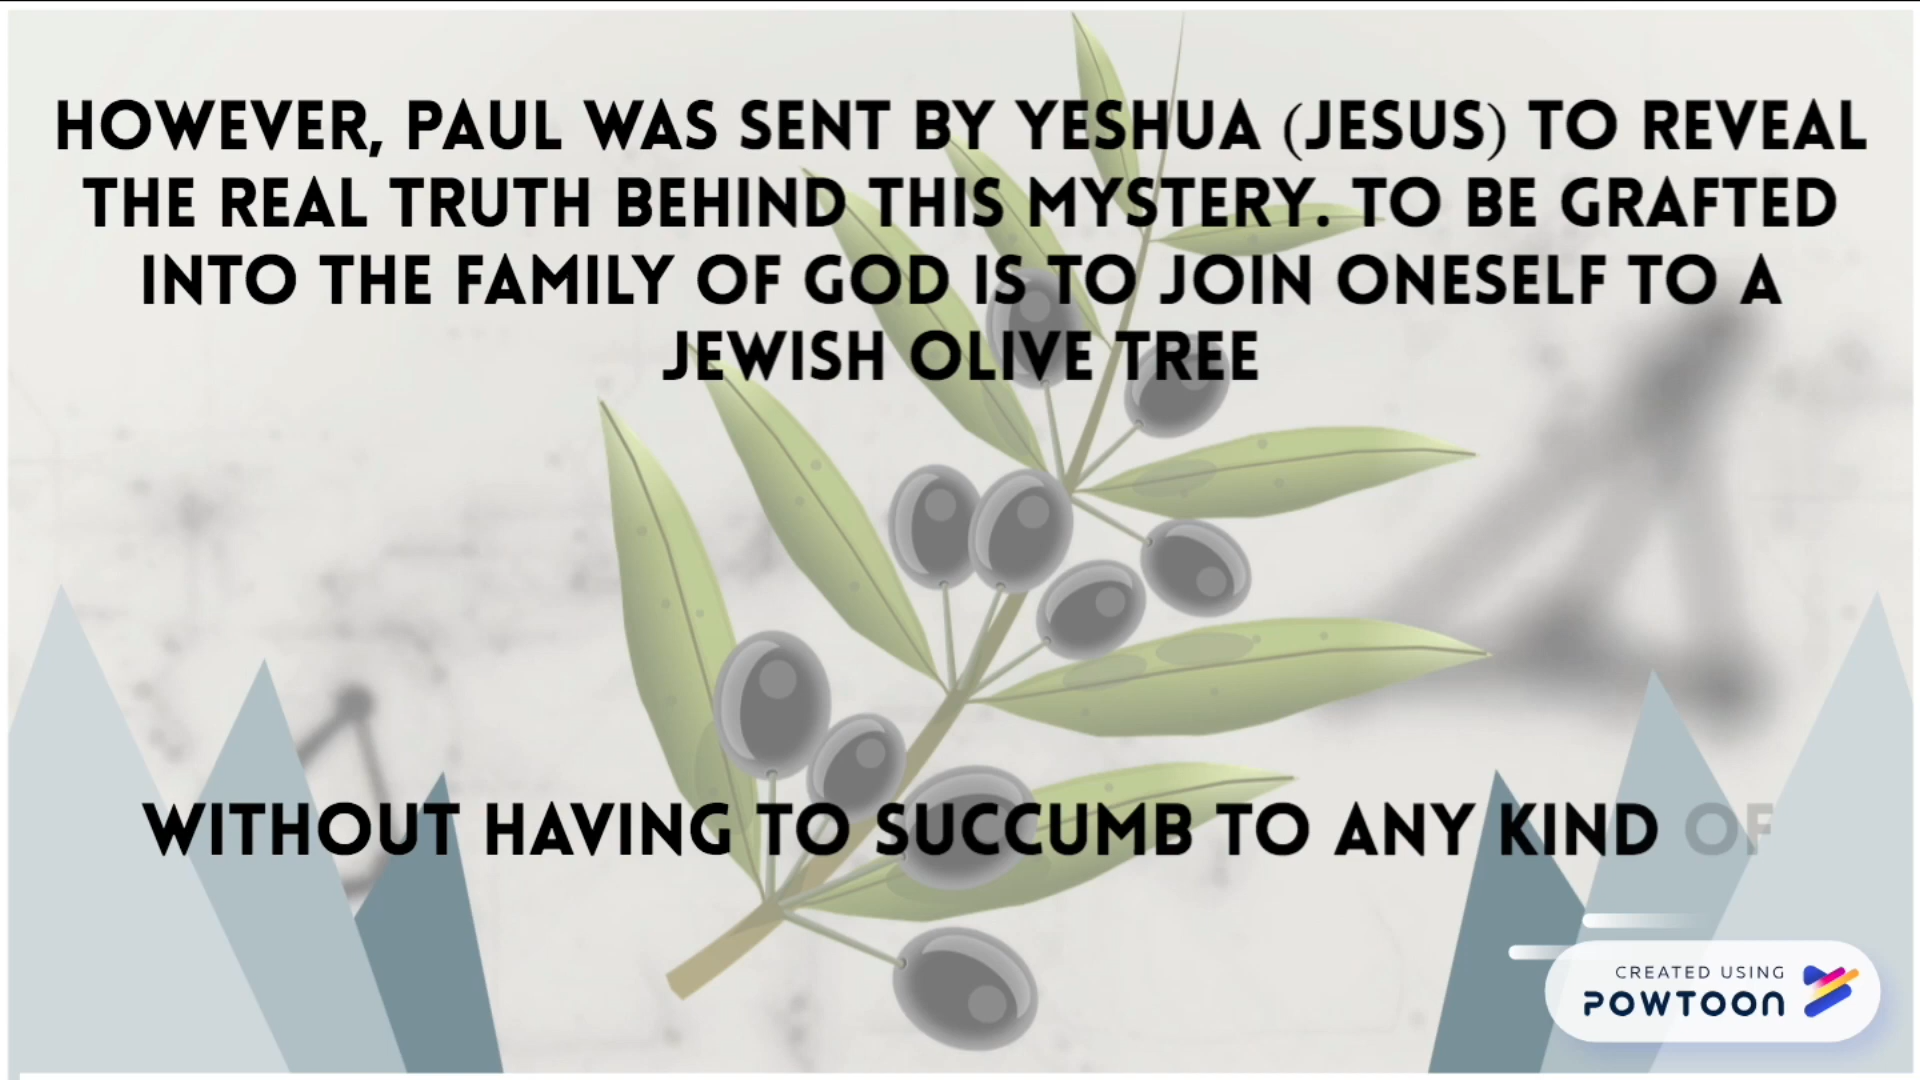 HOWEVER, PAUL WAS SENT BY YESHUA (JESUS) TO REVEAL
THE REAL TRUTH BEHIND THIS MYSTERY. TO BE GRAFTED
INTO THE FAMILY OF GOD IS TO JOIN ONESELF TO A
JEWISH OLIVE TREE
WITHOUT HAVING TO SUCCUMB TO ANY KIND OF
CREATED USING
POWTOON